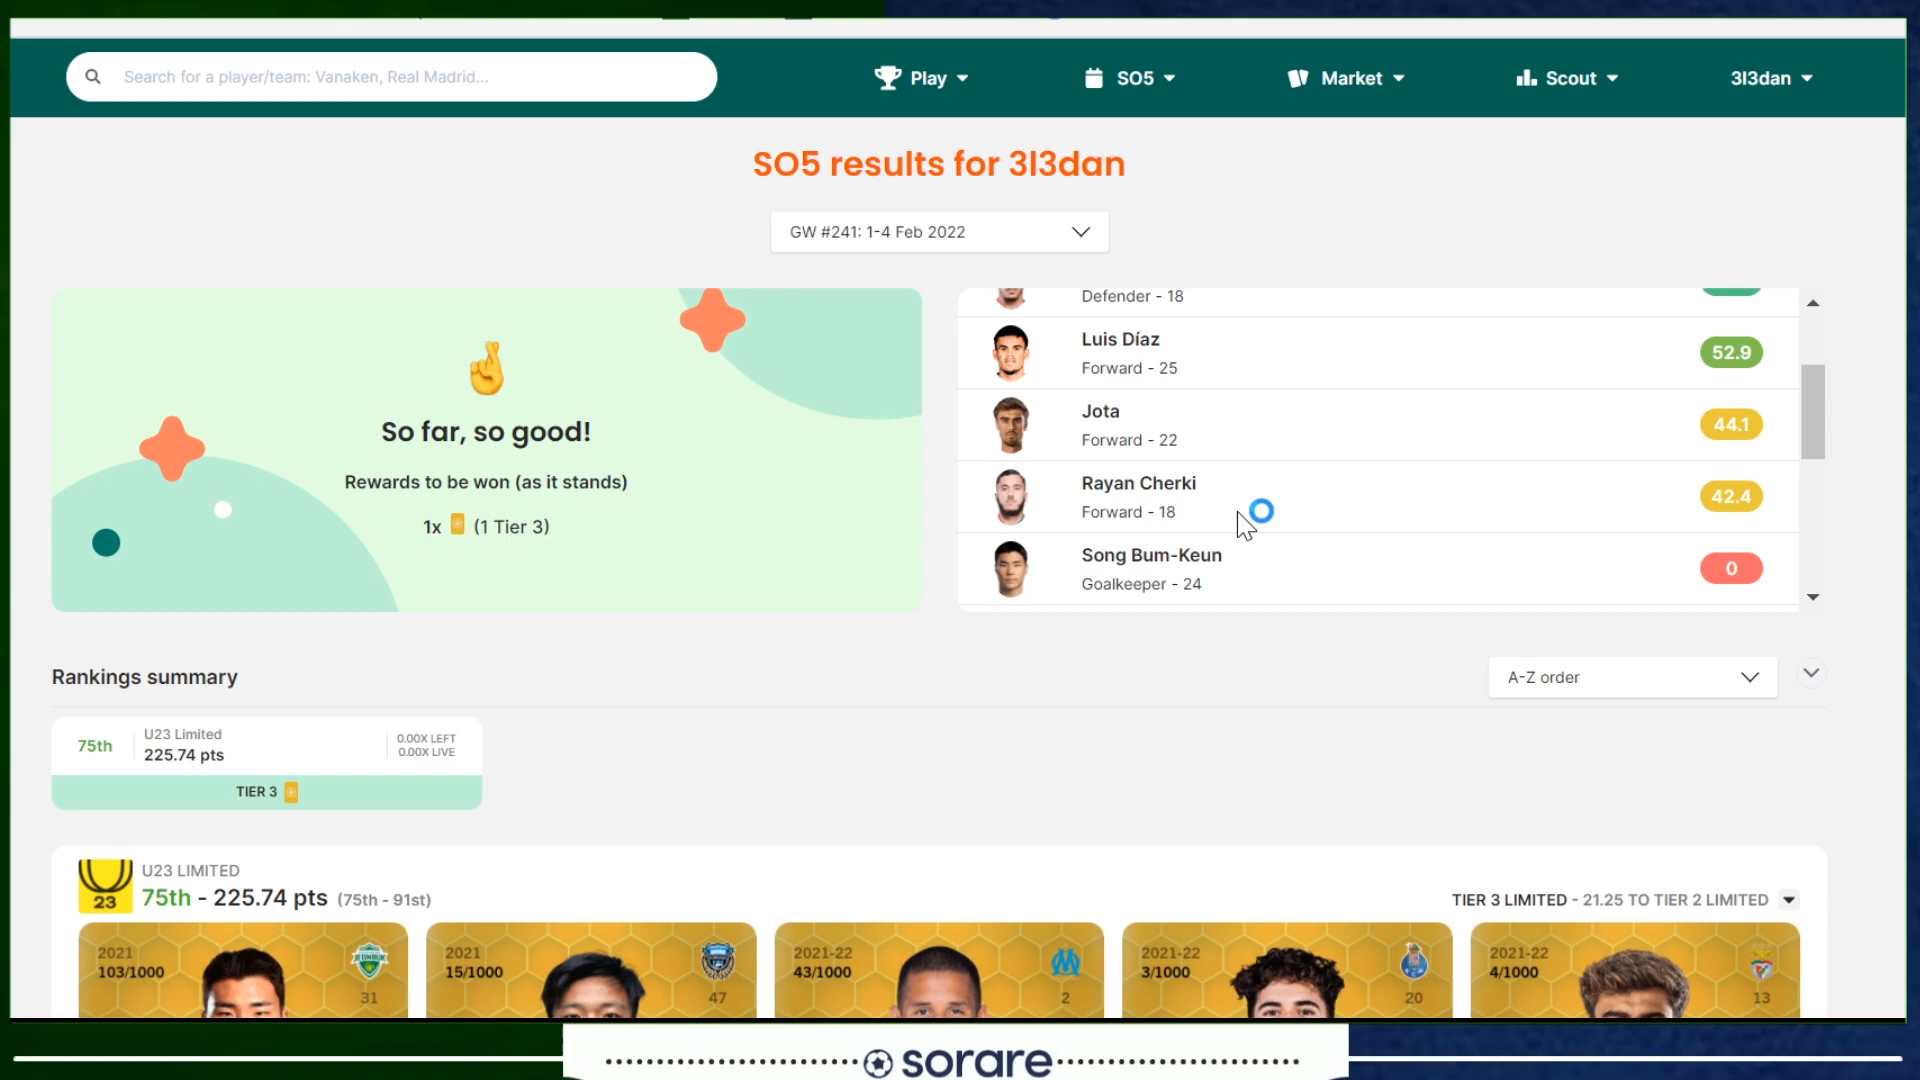 Search for a player/team: Vanaken, Real Madrid...
Play
SO5
Market
Scout
3l3dan
SO5 results for 3l3dan
GW #241: 1-4 Feb 2022
So far, so good!
Rewards to be won (as it stands)
1x (1 Tier 3)
Defender - 18
Luis Díaz
Forward - 25
52.9
Jota
Forward - 22
44.1
Rayan Cherki
Forward - 18
42.4
Song Bum-Keun
Goalkeeper - 24
0
Rankings summary
A-Z order
75th
U23 Limited
225.74 pts
0.00X LEFT
0.00X LIVE
TIER 3
23
U23 LIMITED
75th - 225.74 pts (75th - 91st)
TIER 3 LIMITED - 21.25 TO TIER 2 LIMITED
2021
103/1000
31
2021
15/1000
47
2021-22
43/1000
2
2021-22
3/1000
20
2021-22
4/1000
13
sorare